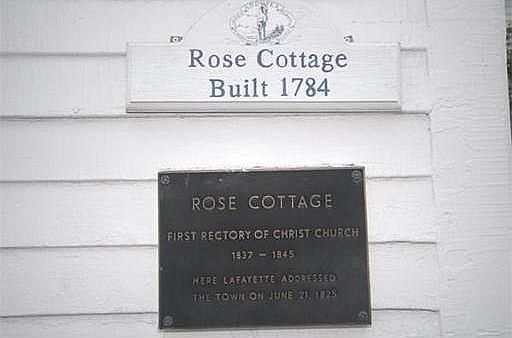 Rose Cottage
Built 1784
ROSE COTTAGE
FIRST RECTORY OF CHRIST CHURCH
1837 – 1845
HERE LAFAYETTE ADDRESSED
THE TOWN ON JUNE 21, 1825